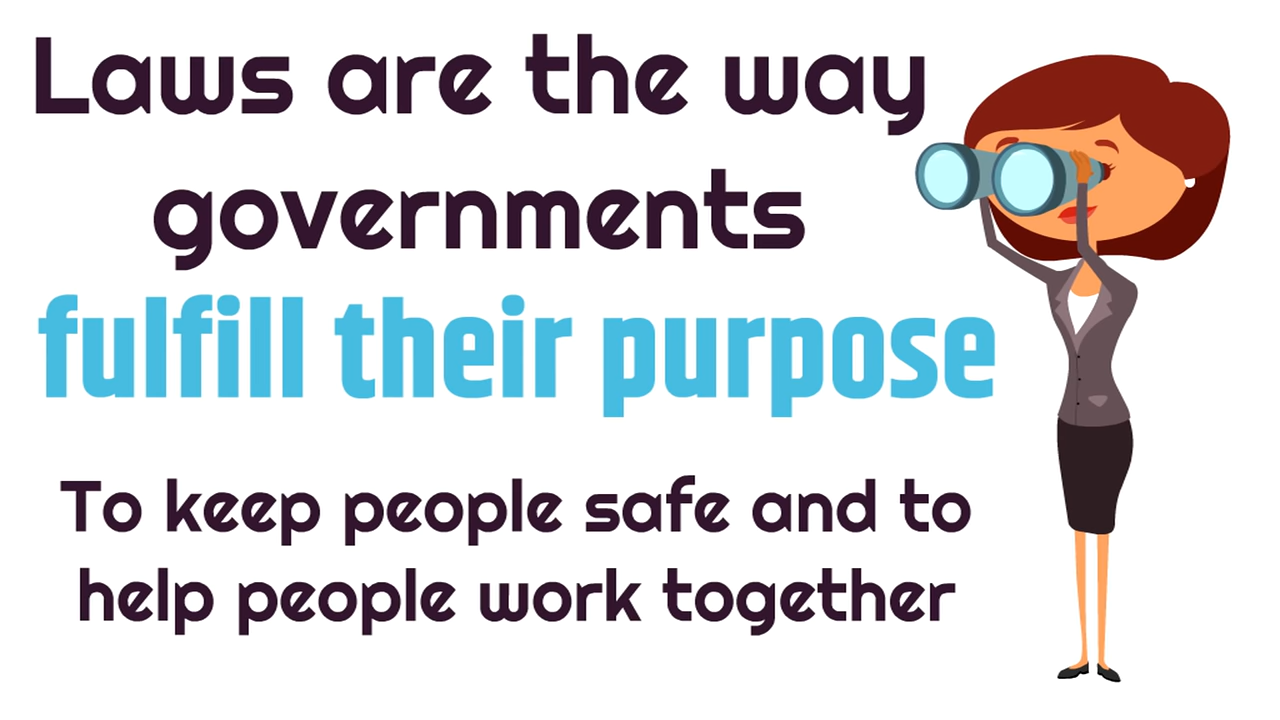 Laws are the way
governments
fulfill their purpose
To keep people safe and to
help people work together